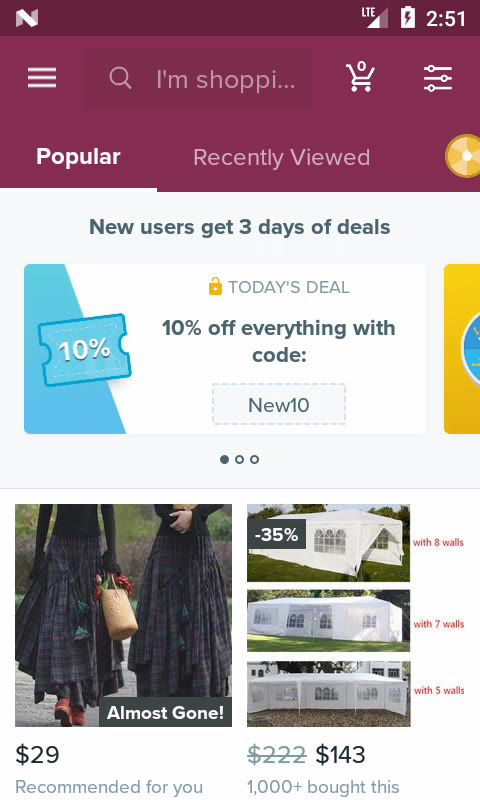 LTE
2:51
I'm shoppi...
0
Popular
Recently Viewed
New users get 3 days of deals
TODAY'S DEAL
10%
10% off everything with
code:
New10
-35%
with 8 walls
with 7 walls
with 5 walls
Almost Gone!
$29
$222 $143
Recommended for you
1,000+ bought this